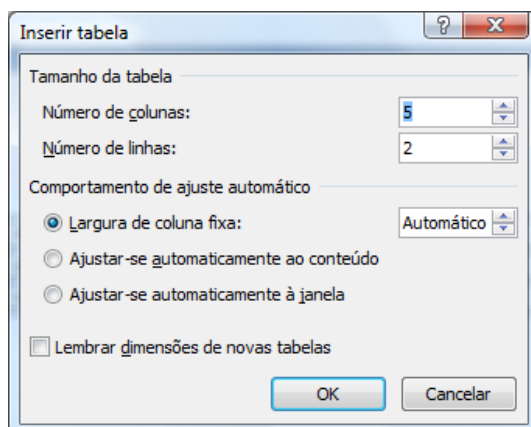 Inserir tabela
Tamanho da tabela
Número de colunas: 5
Número de linhas: 2
Comportamento de ajuste automático
Largura de coluna fixa: Automático
Ajustar-se automaticamente ao conteúdo
Ajustar-se automaticamente à janela
Lembrar dimensões de novas tabelas
OK Cancelar